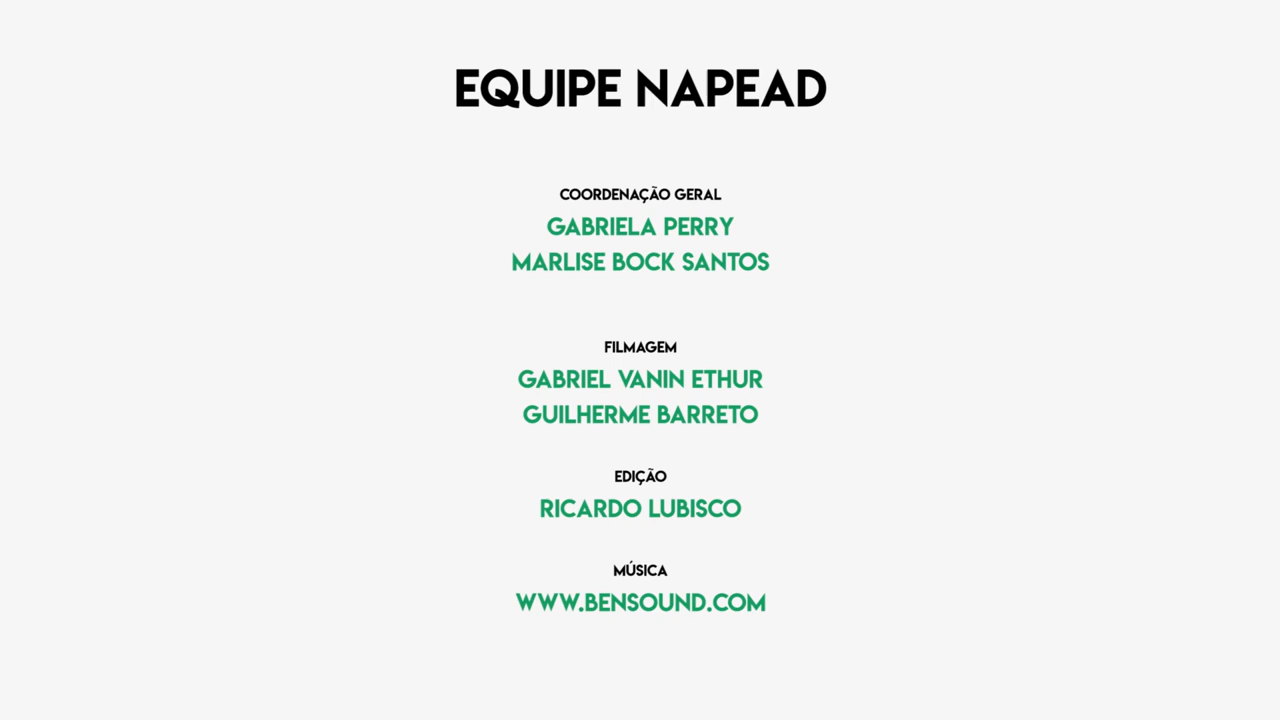 EQUIPE NAPEAD
COORDENAÇÃO GERAL
GABRIELA PERRY
MARLISE BOCK SANTOS
FILMAGEM
GABRIEL VANIN ETHUR
GUILHERME BARRETO
EDIÇÃO
RICARDO LUBISCO
MÚSICA
WWW.BENSOUND.COM